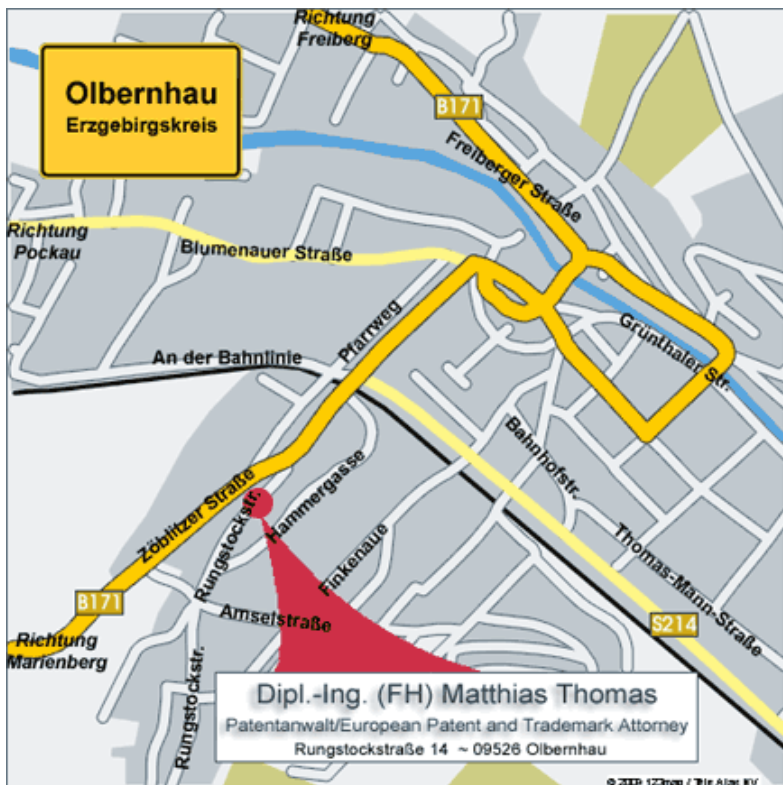 Richtung
Freiberg
Olbernhau
Erzgebirgskreis
B171
Freiberger Straße
Richtung
Pockau
Blumenauer Straße
Pfarrweg
Grünthaler Str.
An der Bahnlinie
Bahnhofstr.
Zöblitzer Straße
Hammergasse
Rungstockstr.
Finkenaue
Thomas-Mann-Straße
B171
Amselstraße
S214
Richtung
Marienberg
Rungstockstr.
Dipl.-Ing. (FH) Matthias Thomas
Patentanwalt/European Patent and Trademark Attorney
Rungstockstraße 14 ~ 09526 Olbernhau